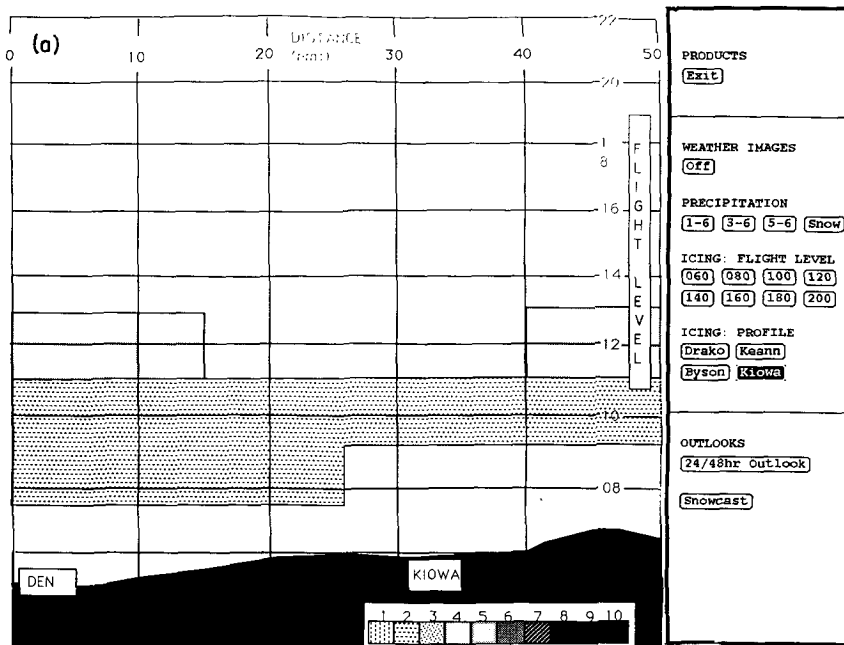 (a)
DISTANCE
(nmi)
0 10 20 30 40 50
22
20
18
16
14
12
10
08
FLIGHT LEVEL
DEN
KIOWA
1 2 3 4 5 6 7 8 9 10
PRODUCTS
Exit
WEATHER IMAGES
Off
PRECIPITATION
1-6 3-6 5-6 Snow
ICING: FLIGHT LEVEL
060 080 100 120
140 160 180 200
ICING: PROFILE
Drako Keann
Byson Kiowa
OUTLOOKS
24/48hr Outlook
Snowcast